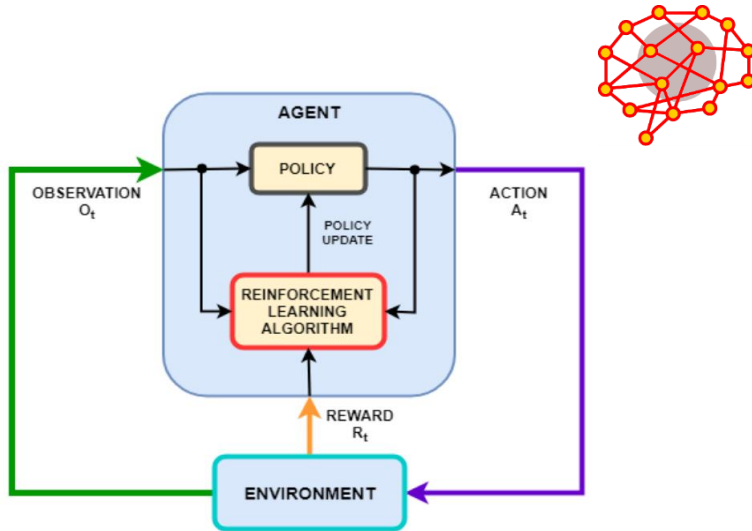 AGENT
POLICY
OBSERVATION
Oₜ
ACTION
Aₜ
POLICY
UPDATE
REINFORCEMENT
LEARNING
ALGORITHM
REWARD
Rₜ
ENVIRONMENT